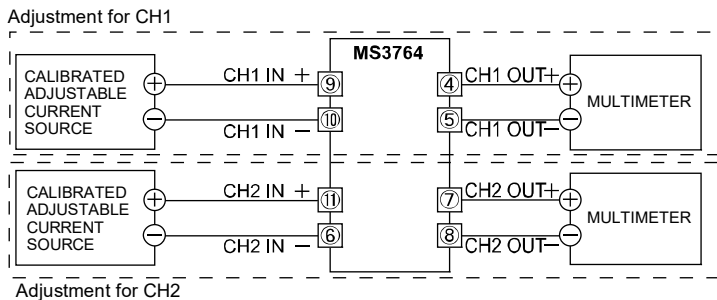 Adjustment for CH1
MS3764
CALIBRATED
ADJUSTABLE
CURRENT
SOURCE
+
−
CH1 IN +
CH1 IN −
⑨
⑩
④
⑤
CH1 OUT+
CH1 OUT−
+
−
MULTIMETER
CALIBRATED
ADJUSTABLE
CURRENT
SOURCE
+
−
CH2 IN +
CH2 IN −
⑪
⑥
⑦
⑧
CH2 OUT+
CH2 OUT−
+
−
MULTIMETER
Adjustment for CH2